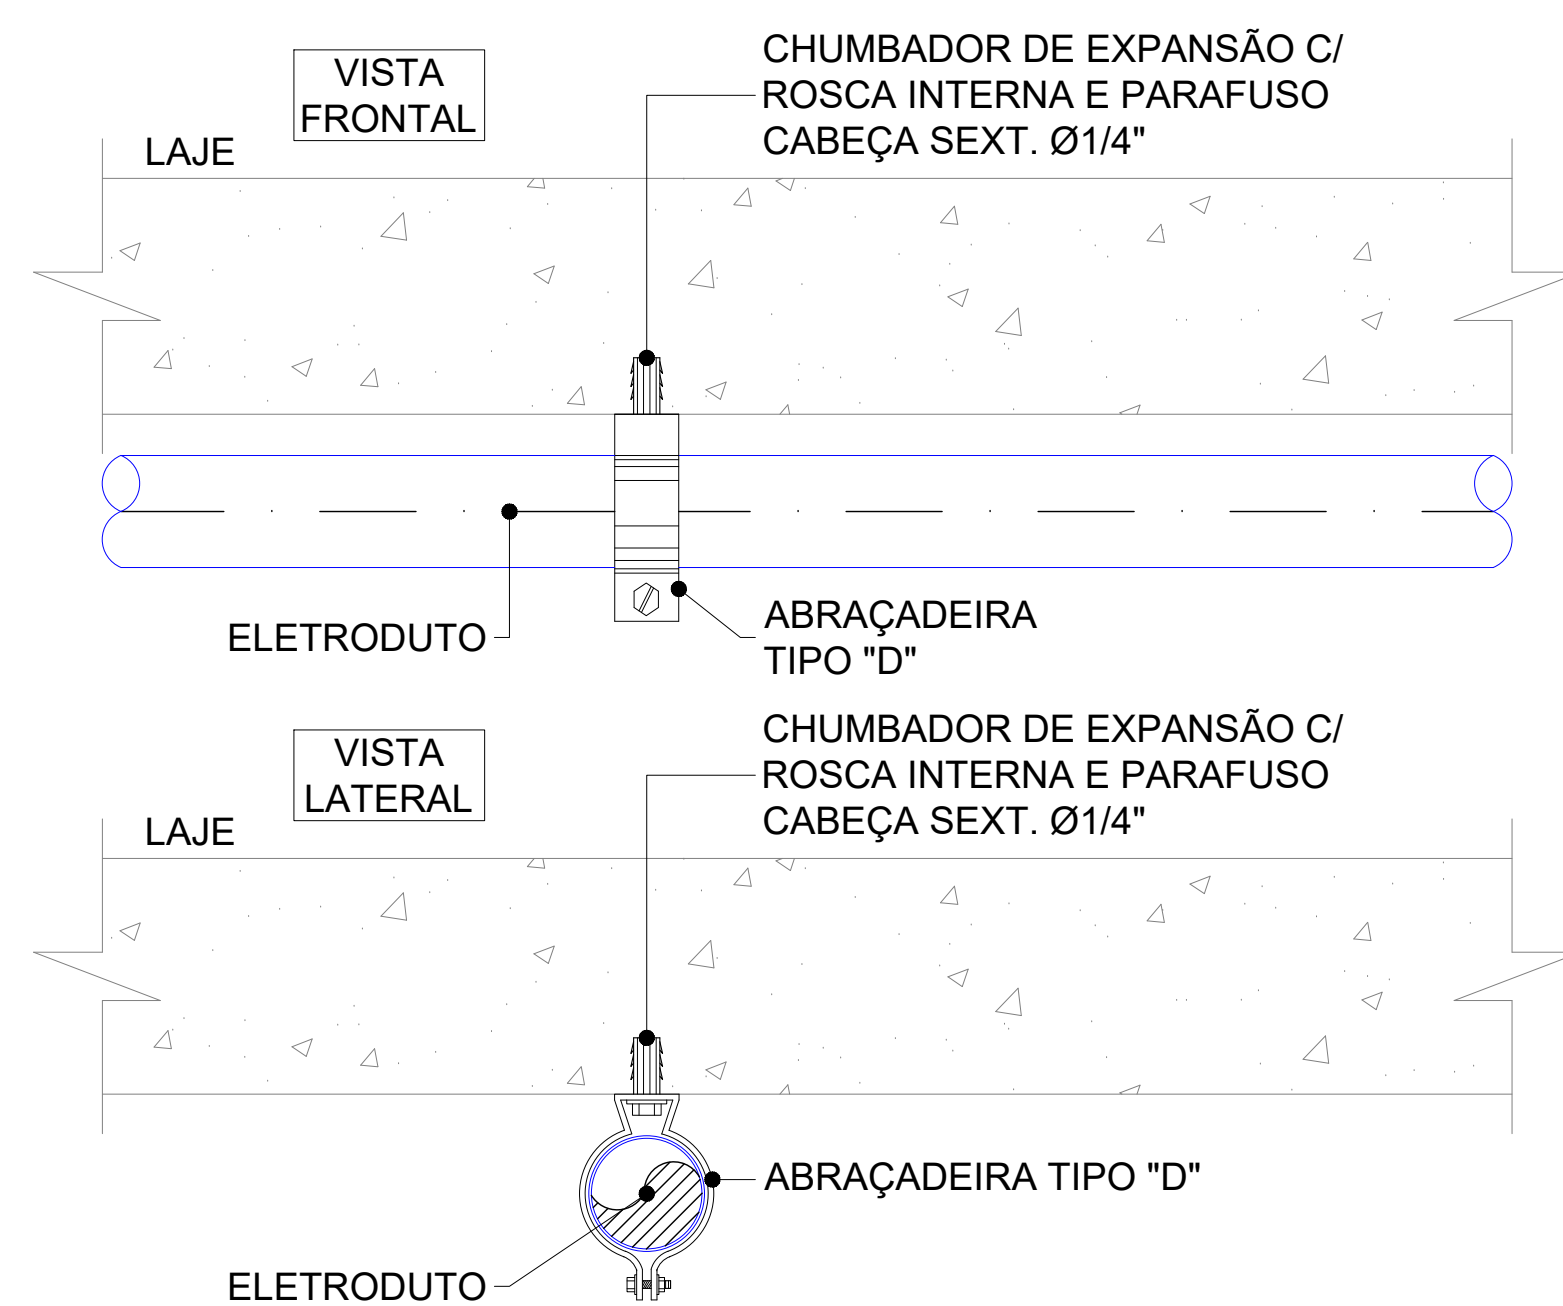 VISTA
FRONTAL
CHUMBADOR DE EXPANSÃO C/
ROSCA INTERNA E PARAFUSO
CABEÇA SEXT. Ø1/4"
LAJE
ELETRODUTO
ABRAÇADEIRA
TIPO "D"
VISTA
LATERAL
CHUMBADOR DE EXPANSÃO C/
ROSCA INTERNA E PARAFUSO
CABEÇA SEXT. Ø1/4"
LAJE
ABRAÇADEIRA TIPO "D"
ELETRODUTO